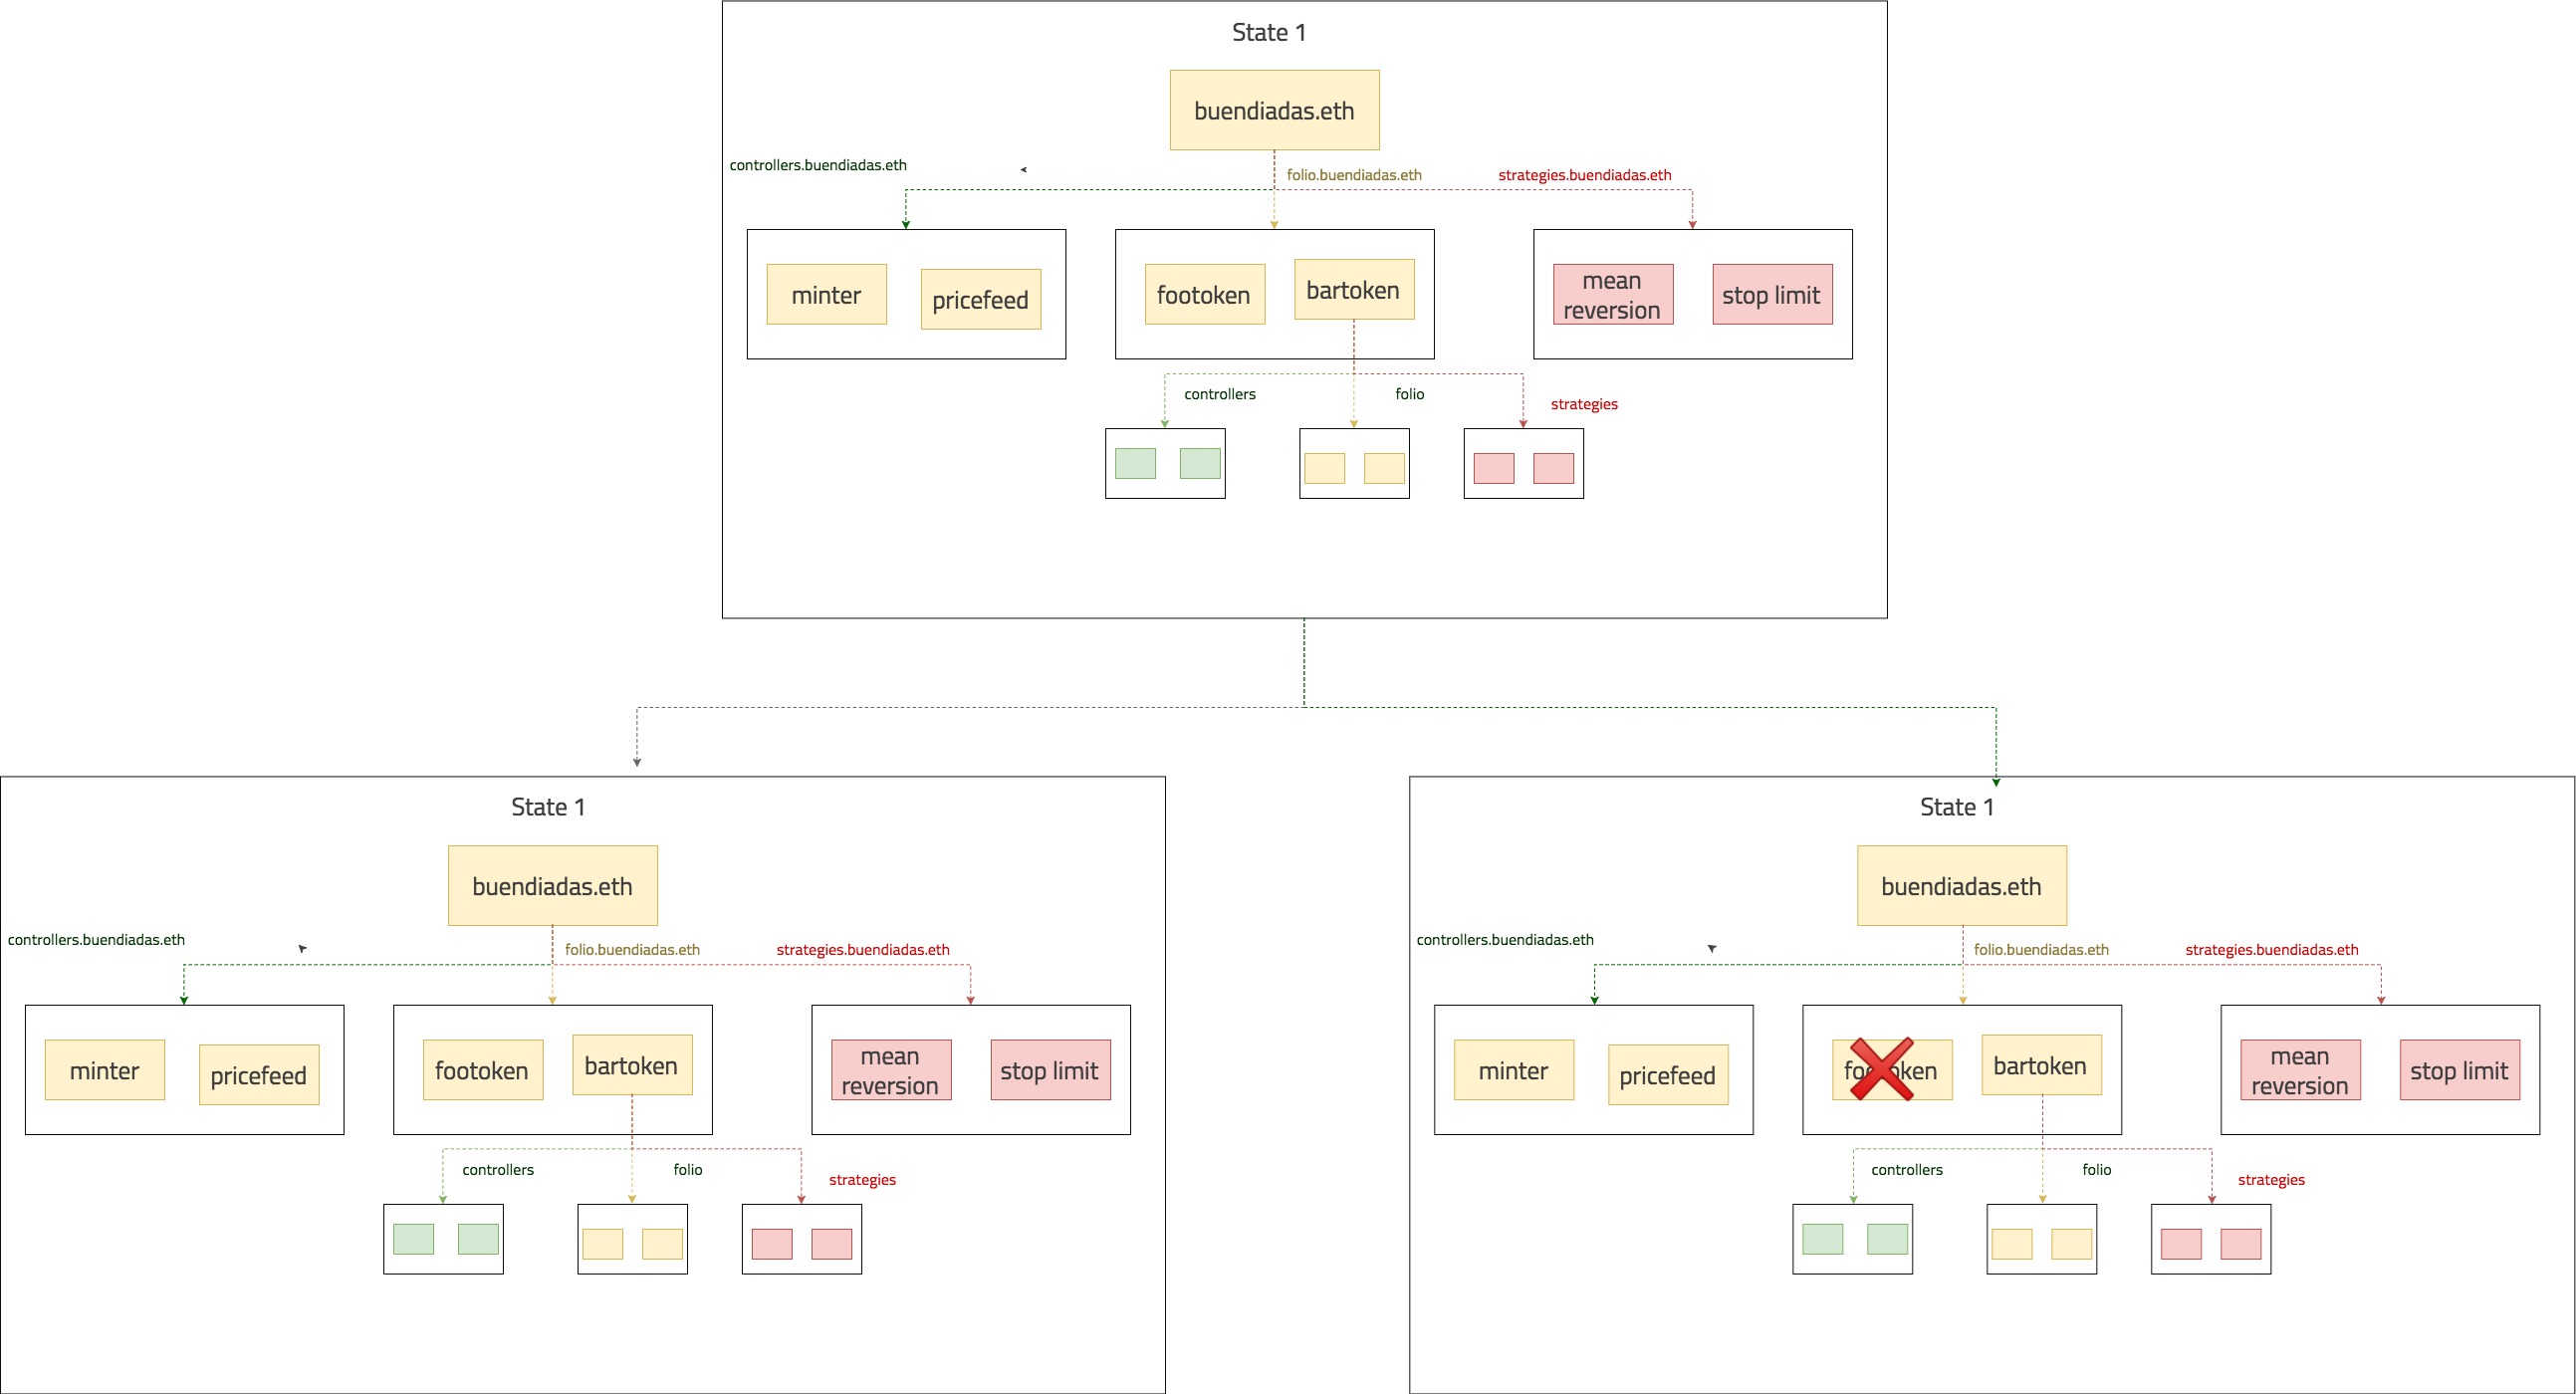 State 1
buendiadas.eth
controllers.buendiadas.eth
folio.buendiadas.eth
strategies.buendiadas.eth
minter
pricefeed
footoken
bartoken
mean
reversion
stop limit
controllers
folio
strategies
State 1
buendiadas.eth
controllers.buendiadas.eth
folio.buendiadas.eth
strategies.buendiadas.eth
minter
pricefeed
footoken
bartoken
mean
reversion
stop limit
controllers
folio
strategies
State 1
buendiadas.eth
controllers.buendiadas.eth
folio.buendiadas.eth
strategies.buendiadas.eth
minter
pricefeed
footoken
bartoken
mean
reversion
stop limit
controllers
folio
strategies